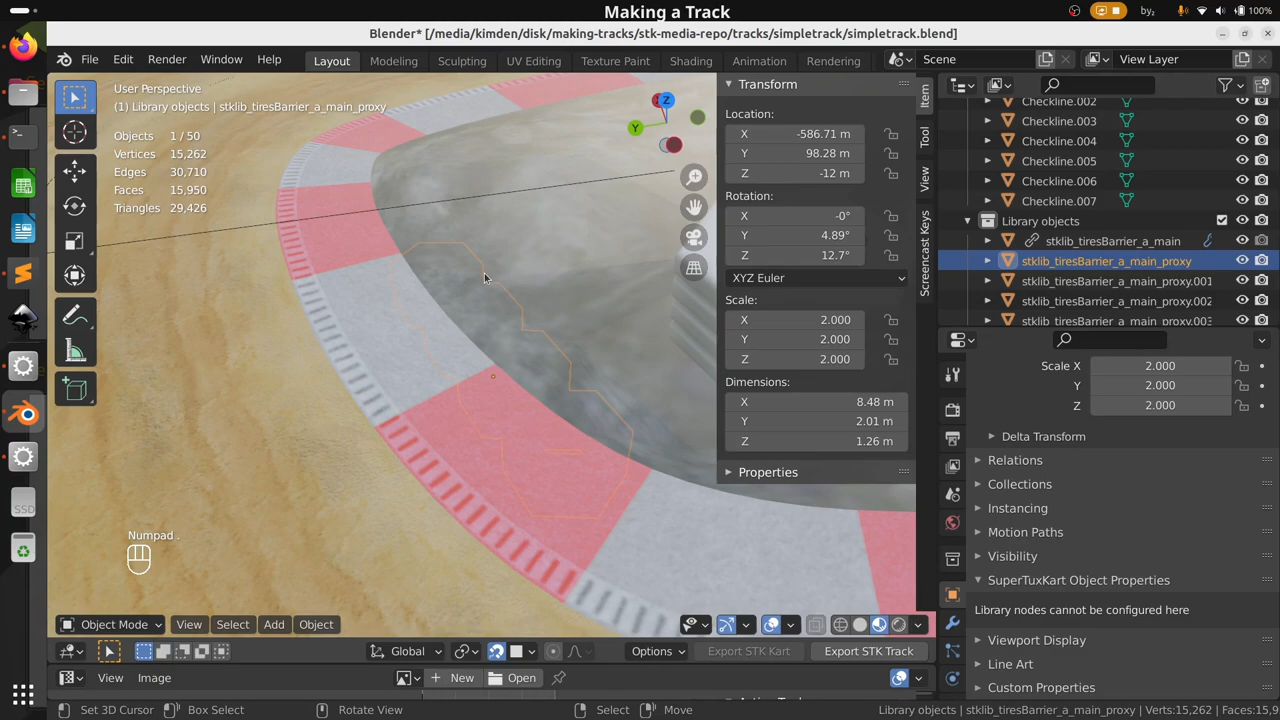 Making a Track
by₂
100%
Blender* [/media/kimden/disk/making-tracks/stk-media-repo/tracks/simpletrack/simpletrack.blend]
File Edit Render Window Help
Layout Modeling Sculpting UV Editing Texture Paint Shading Animation Rendering
Scene
View Layer
User Perspective
(1) Library objects | stklib_tiresBarrier_a_main_proxy
Objects 1 / 50
Vertices 15,262
Edges 30,710
Faces 15,950
Triangles 29,426
Z
Y
Transform
Location:
X -586.71 m
Y 98.28 m
Z -12 m
Rotation:
X -0°
Y 4.89°
Z 12.7°
XYZ Euler
Scale:
X 2.000
Y 2.000
Z 2.000
Dimensions:
X 8.48 m
Y 2.01 m
Z 1.26 m
Properties
Item
Tool
View
Screencast Keys
Checkline.002
Checkline.003
Checkline.004
Checkline.005
Checkline.006
Checkline.007
Library objects
stklib_tiresBarrier_a_main
stklib_tiresBarrier_a_main_proxy
stklib_tiresBarrier_a_main_proxy.001
stklib_tiresBarrier_a_main_proxy.002
stklib_tiresBarrier_a_main_proxy.003
Scale X 2.000
Y 2.000
Z 2.000
Delta Transform
Relations
Collections
Instancing
Motion Paths
Visibility
SuperTuxKart Object Properties
Library nodes cannot be configured here
Viewport Display
Line Art
Custom Properties
Numpad .
SSD
Object Mode View Select Add Object
Global
Options Export STK Kart Export STK Track
View Image
New Open
Set 3D Cursor Box Select Rotate View Select Move
Library objects | stklib_tiresBarrier_a_main_proxy | Verts:15,262 | Faces:15,9